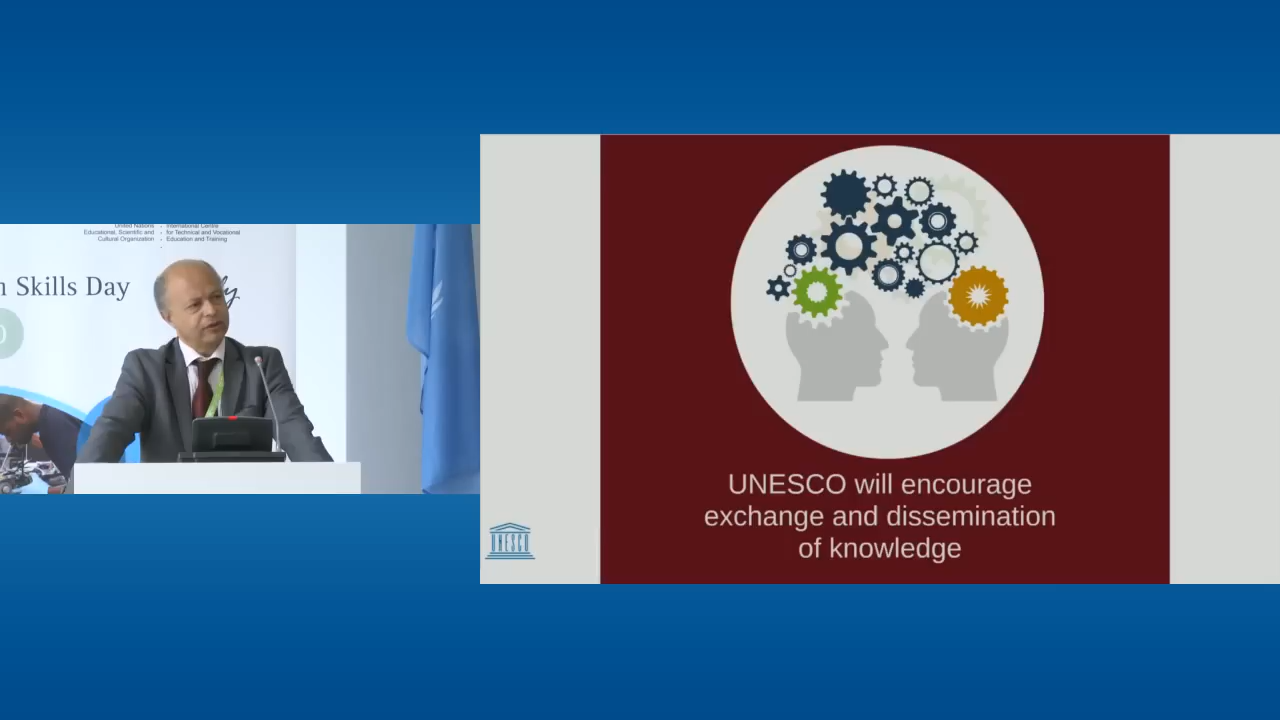 United Nations
Educational, Scientific and
Cultural Organization
International Centre
for Technical and Vocational
Education and Training
Skills Day
UNESCO will encourage
exchange and dissemination
of knowledge
UNESCO